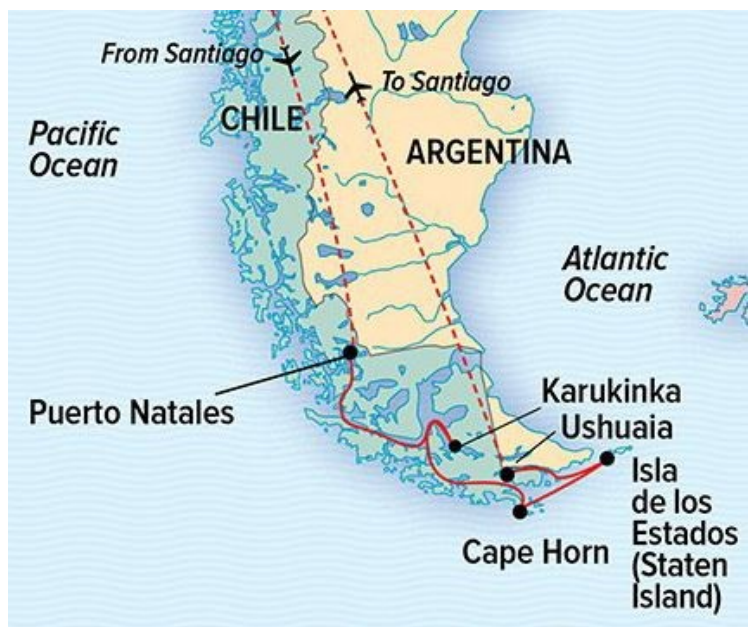 From Santiago
To Santiago
CHILE
Pacific
Ocean
ARGENTINA
Atlantic
Ocean
Karukinka
Puerto Natales
Ushuaia
Isla
de los
Estados
(Staten
Island)
Cape Horn